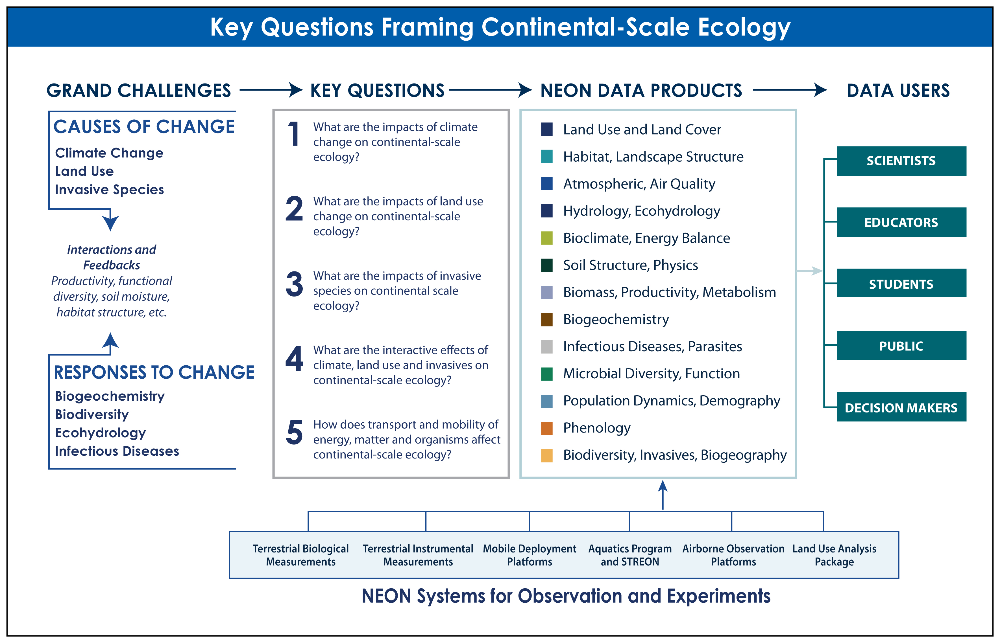 Key Questions Framing Continental-Scale Ecology
GRAND CHALLENGES
KEY QUESTIONS
NEON DATA PRODUCTS
DATA USERS
CAUSES OF CHANGE
Climate Change
Land Use
Invasive Species
Interactions and
Feedbacks
Productivity, functional
diversity, soil moisture,
habitat structure, etc.
RESPONSES TO CHANGE
Biogeochemistry
Biodiversity
Ecohydrology
Infectious Diseases
1 What are the impacts of climate
change on continental-scale
ecology?
2 What are the impacts of land use
change on continental-scale
ecology?
3 What are the impacts of invasive
species on continental scale
ecology?
4 What are the interactive effects of
climate, land use and invasives on
continental-scale ecology?
5 How does transport and mobility of
energy, matter and organisms affect
continental-scale ecology?
Land Use and Land Cover
Habitat, Landscape Structure
Atmospheric, Air Quality
Hydrology, Ecohydrology
Bioclimate, Energy Balance
Soil Structure, Physics
Biomass, Productivity, Metabolism
Biogeochemistry
Infectious Diseases, Parasites
Microbial Diversity, Function
Population Dynamics, Demography
Phenology
Biodiversity, Invasives, Biogeography
SCIENTISTS
EDUCATORS
STUDENTS
PUBLIC
DECISION MAKERS
Terrestrial Biological
Measurements
Terrestrial Instrumental
Measurements
Mobile Deployment
Platforms
Aquatics Program
and STREON
Airborne Observation
Platforms
Land Use Analysis
Package
NEON Systems for Observation and Experiments